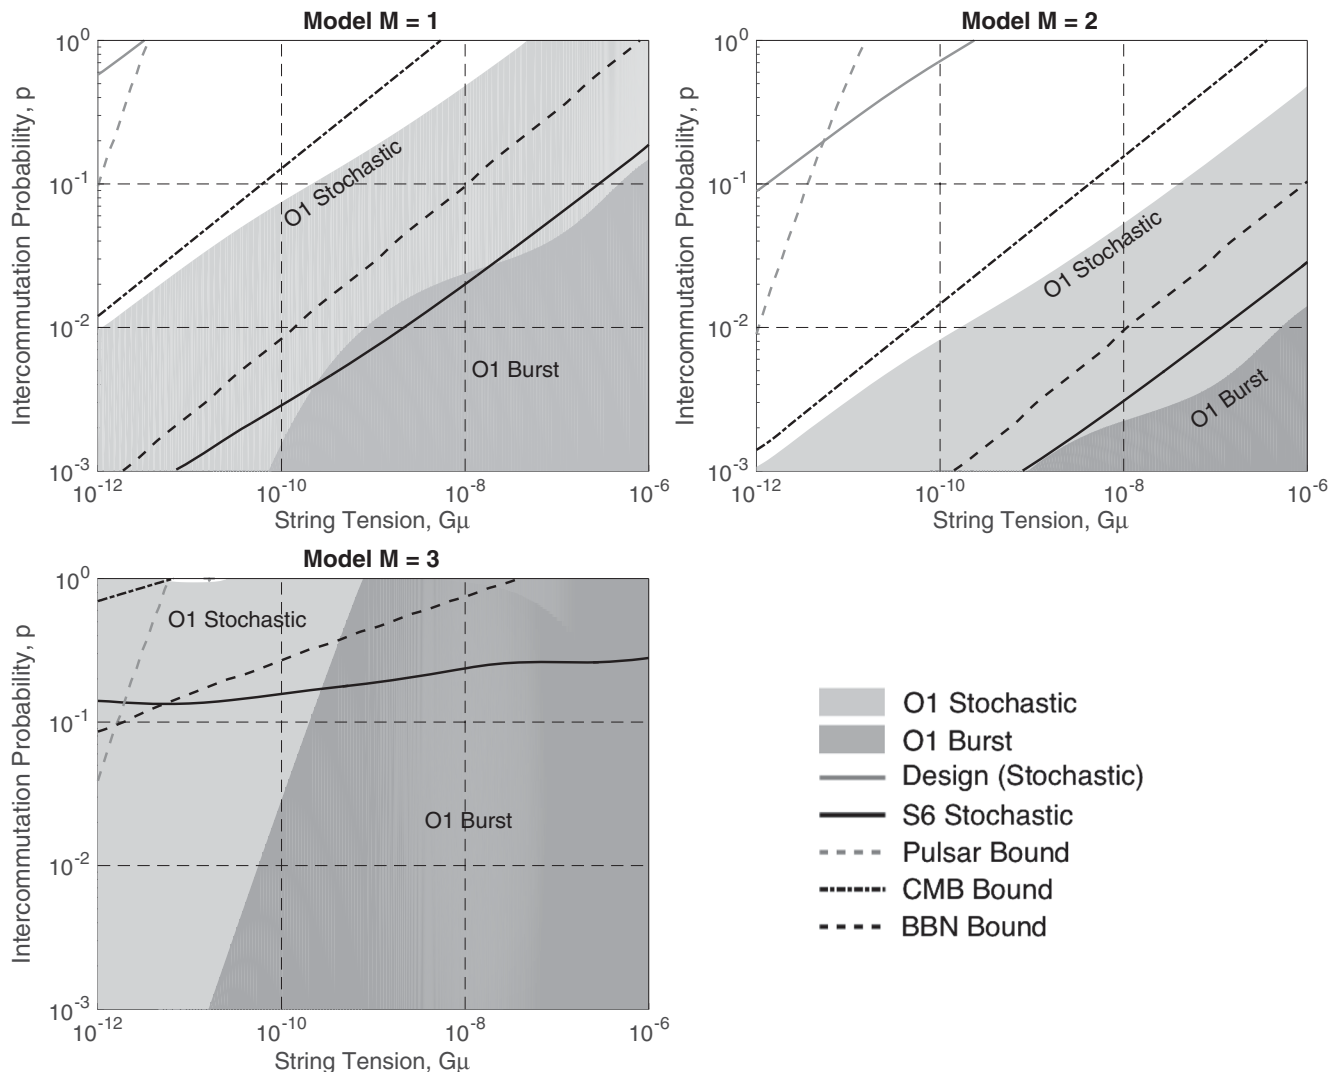 Model M = 1
10^0
10^-1
10^-2
10^-3
Intercommutation Probability, p
O1 Stochastic
O1 Burst
10^-12
10^-10
10^-8
10^-6
String Tension, Gμ
Model M = 2
10^0
10^-1
10^-2
10^-3
Intercommutation Probability, p
O1 Stochastic
O1 Burst
10^-12
10^-10
10^-8
10^-6
String Tension, Gμ
Model M = 3
10^0
10^-1
10^-2
10^-3
Intercommutation Probability, p
O1 Stochastic
O1 Burst
10^-12
10^-10
10^-8
10^-6
String Tension, Gμ
O1 Stochastic
O1 Burst
Design (Stochastic)
S6 Stochastic
Pulsar Bound
CMB Bound
BBN Bound